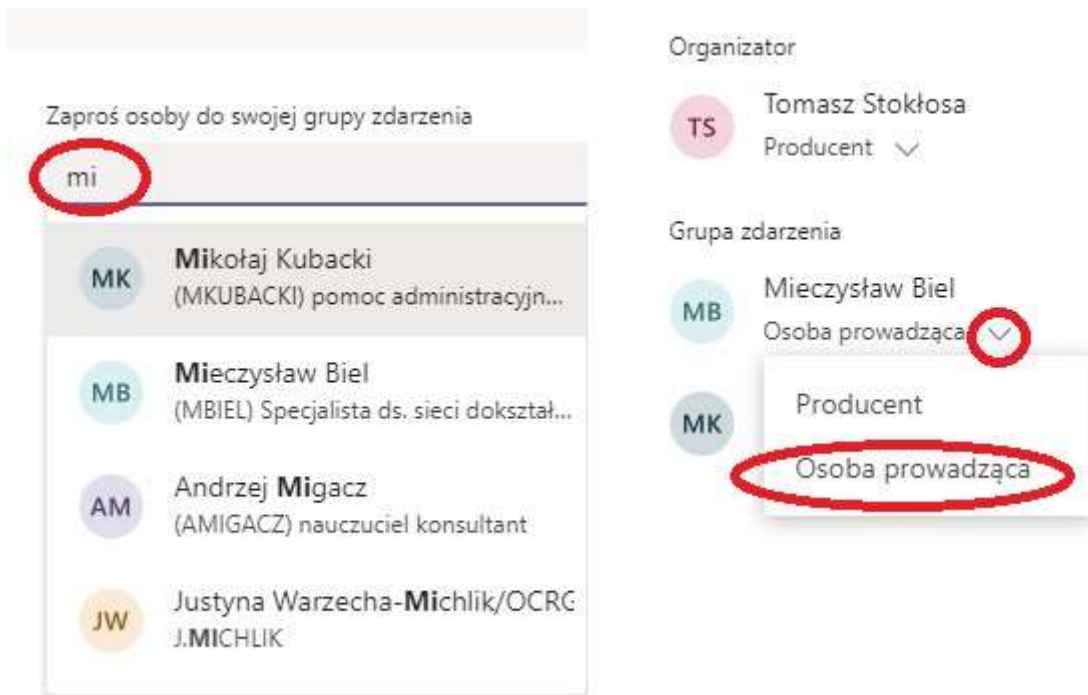 Zaproś osoby do swojej grupy zdarzenia
mi
MK
Mikołaj Kubacki
(MKUBACKI) pomoc administracyjn...
MB
Mieczysław Biel
(MBIEL) Specjalista ds. sieci dokształ...
AM
Andrzej Migacz
(AMIGACZ) nauczuciel konsultant
JW
Justyna Warzecha-Michlik/OCRG
J.MICHLIK
Organizator
TS
Tomasz Stokłosa
Producent
Grupa zdarzenia
MB
Mieczysław Biel
Osoba prowadząca
MK
Producent
Osoba prowadząca